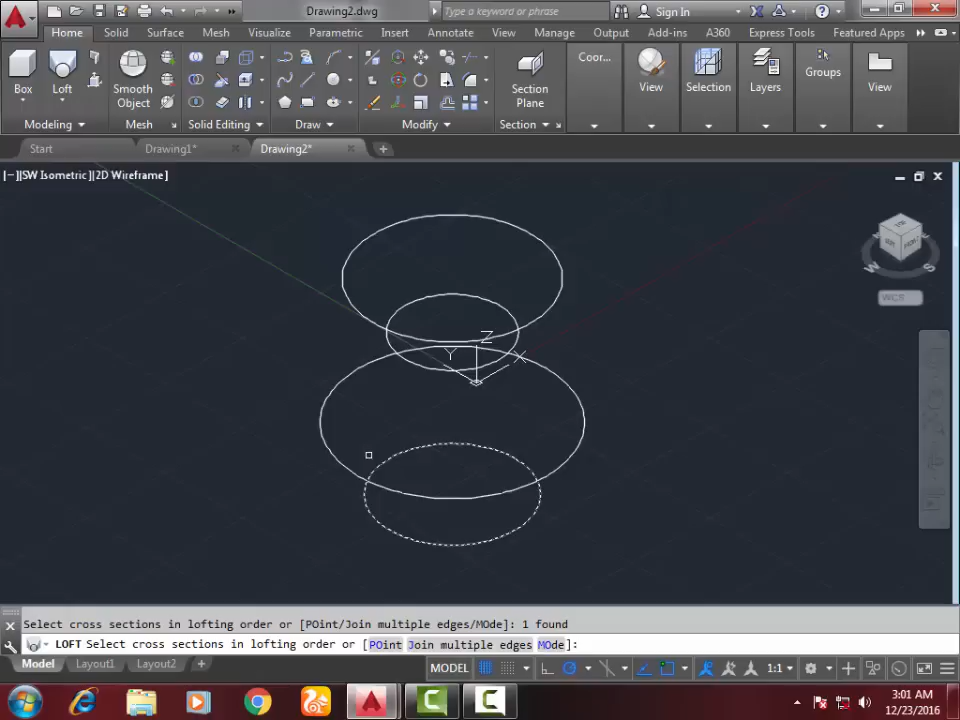 Drawing2.dwg
Type a keyword or phrase
Sign In
Home Solid Surface Mesh Visualize Parametric Insert Annotate View Manage Output Add-ins A360 Express Tools Featured Apps
Box
Loft
Smooth
Object
Section
Plane
Coor...
View
Selection
Layers
Groups
View
Modeling Mesh Solid Editing Draw Modify Section
Start Drawing1* Drawing2*
[−][SW Isometric][2D Wireframe]
W S
WCS
Z
Y
X
Select cross sections in lofting order or [POint/Join multiple edges/MOde]: 1 found
LOFT Select cross sections in lofting order or [POint Join multiple edges MOde]:
Model Layout1 Layout2 +
MODEL 1:1
3:01 AM
12/23/2016